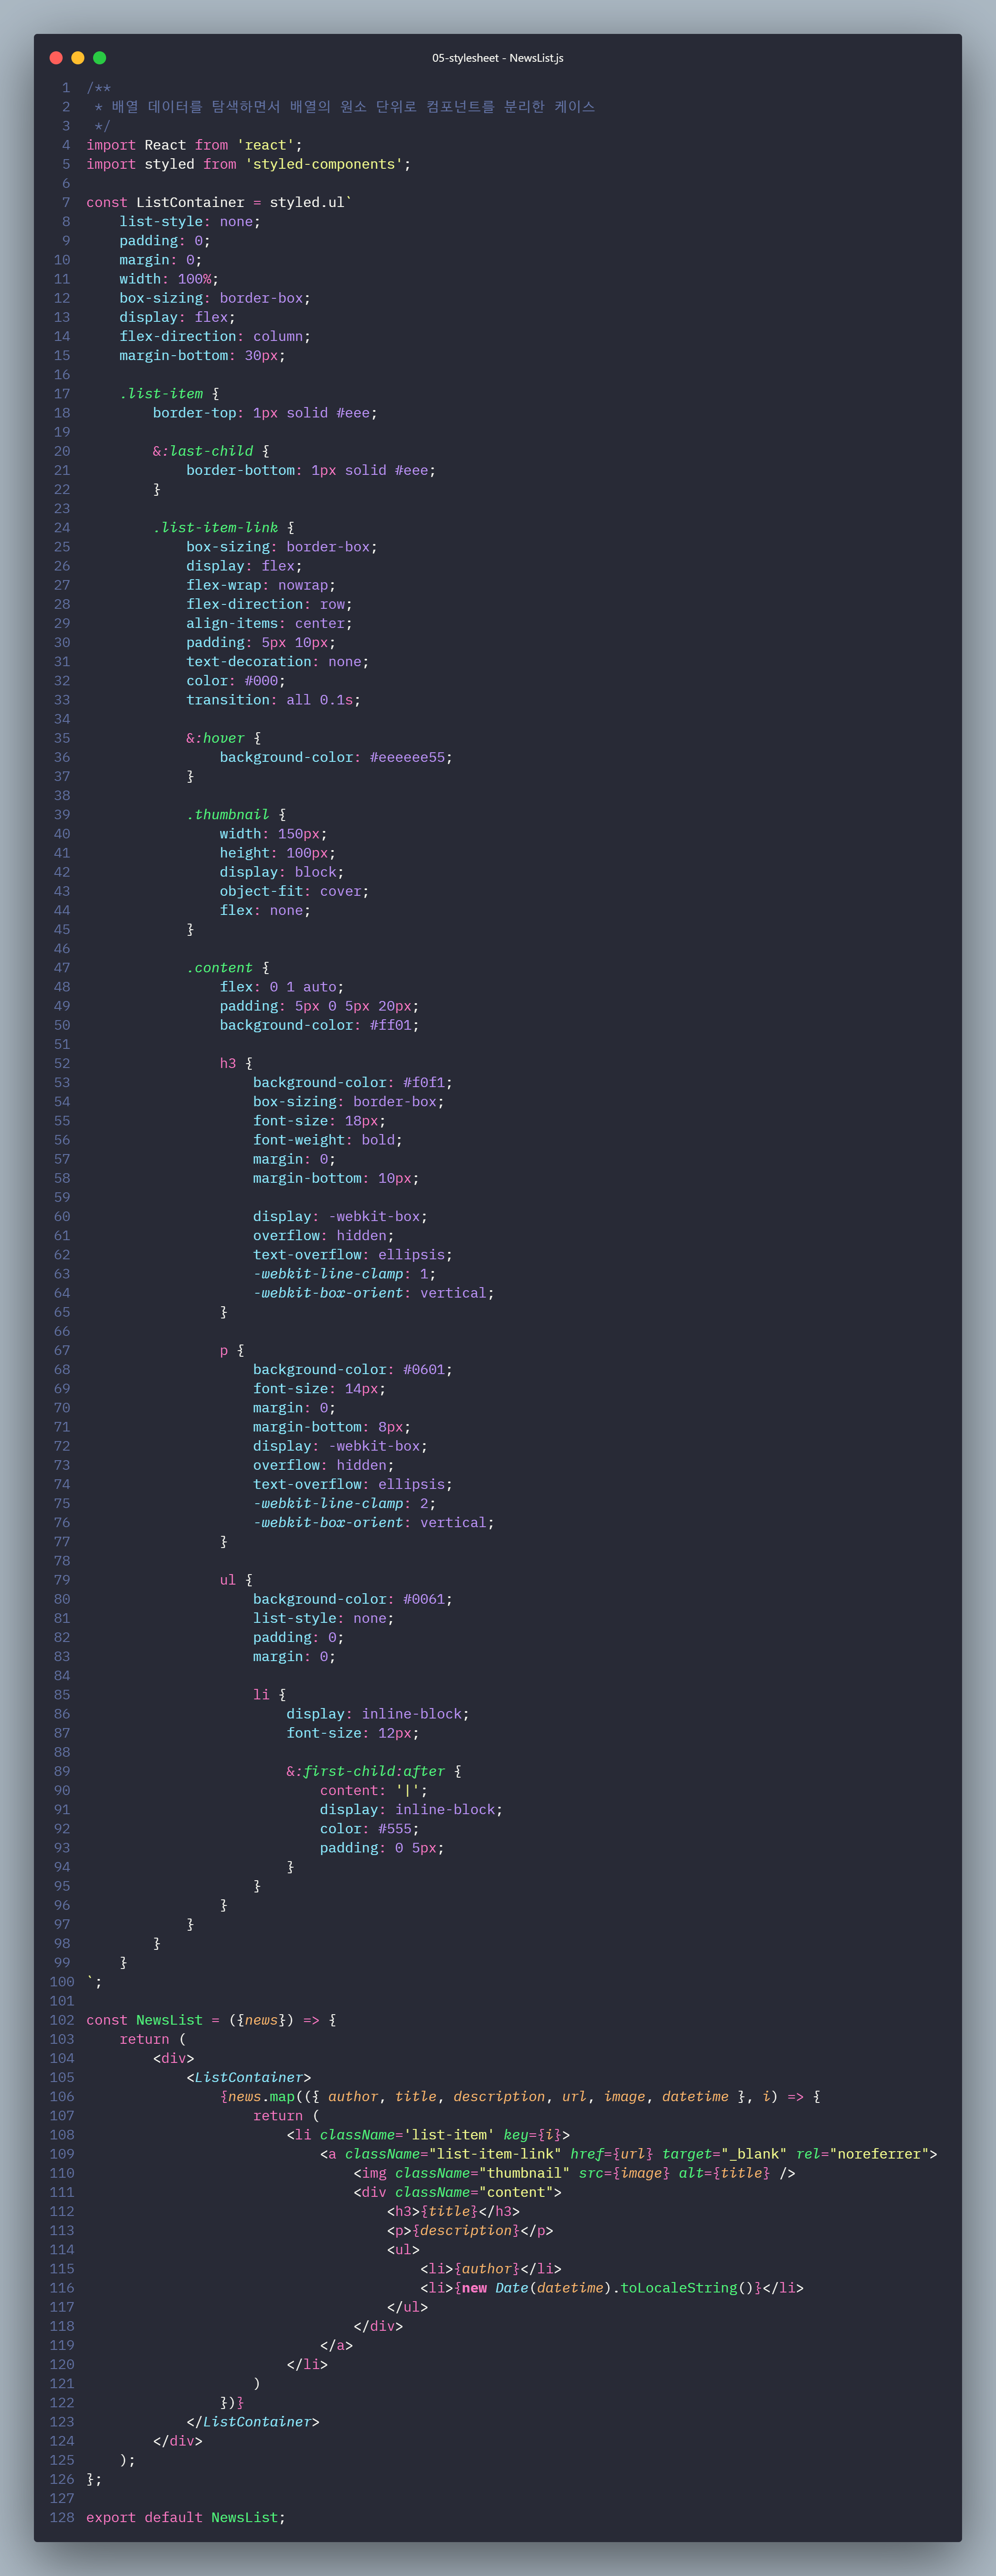 05-stylesheet - NewsList.js
1 /**
2  * 배열 데이터를 탐색하면서 배열의 원소 단위로 컴포넌트를 분리한 케이스
3  */
4 import React from 'react';
5 import styled from 'styled-components';
6
7 const ListContainer = styled.ul`
8     list-style: none;
9     padding: 0;
10     margin: 0;
11     width: 100%;
12     box-sizing: border-box;
13     display: flex;
14     flex-direction: column;
15     margin-bottom: 30px;
16
17     .list-item {
18         border-top: 1px solid #eee;
19
20         &:last-child {
21             border-bottom: 1px solid #eee;
22         }
23
24         .list-item-link {
25             box-sizing: border-box;
26             display: flex;
27             flex-wrap: nowrap;
28             flex-direction: row;
29             align-items: center;
30             padding: 5px 10px;
31             text-decoration: none;
32             color: #000;
33             transition: all 0.1s;
34
35             &:hover {
36                 background-color: #eeeeee55;
37             }
38
39             .thumbnail {
40                 width: 150px;
41                 height: 100px;
42                 display: block;
43                 object-fit: cover;
44                 flex: none;
45             }
46
47             .content {
48                 flex: 0 1 auto;
49                 padding: 5px 0 5px 20px;
50                 background-color: #ff01;
51
52                 h3 {
53                     background-color: #f0f1;
54                     box-sizing: border-box;
55                     font-size: 18px;
56                     font-weight: bold;
57                     margin: 0;
58                     margin-bottom: 10px;
59
60                     display: -webkit-box;
61                     overflow: hidden;
62                     text-overflow: ellipsis;
63                     -webkit-line-clamp: 1;
64                     -webkit-box-orient: vertical;
65                 }
66
67                 p {
68                     background-color: #0601;
69                     font-size: 14px;
70                     margin: 0;
71                     margin-bottom: 8px;
72                     display: -webkit-box;
73                     overflow: hidden;
74                     text-overflow: ellipsis;
75                     -webkit-line-clamp: 2;
76                     -webkit-box-orient: vertical;
77                 }
78
79                 ul {
80                     background-color: #0061;
81                     list-style: none;
82                     padding: 0;
83                     margin: 0;
84
85                     li {
86                         display: inline-block;
87                         font-size: 12px;
88
89                         &:first-child:after {
90                             content: '|';
91                             display: inline-block;
92                             color: #555;
93                             padding: 0 5px;
94                         }
95                     }
96                 }
97             }
98         }
99     }
100 `;
101
102 const NewsList = ({news}) => {
103     return (
104         <div>
105             <ListContainer>
106                 {news.map(({ author, title, description, url, image, datetime }, i) => {
107                     return (
108                         <li className='list-item' key={i}>
109                             <a className="list-item-link" href={url} target="_blank" rel="noreferrer">
110                                 <img className="thumbnail" src={image} alt={title} />
111                                 <div className="content">
112                                     <h3>{title}</h3>
113                                     <p>{description}</p>
114                                     <ul>
115                                         <li>{author}</li>
116                                         <li>{new Date(datetime).toLocaleString()}</li>
117                                     </ul>
118                                 </div>
119                             </a>
120                         </li>
121                     )
122                 })}
123             </ListContainer>
124         </div>
125     );
126 };
127
128 export default NewsList;